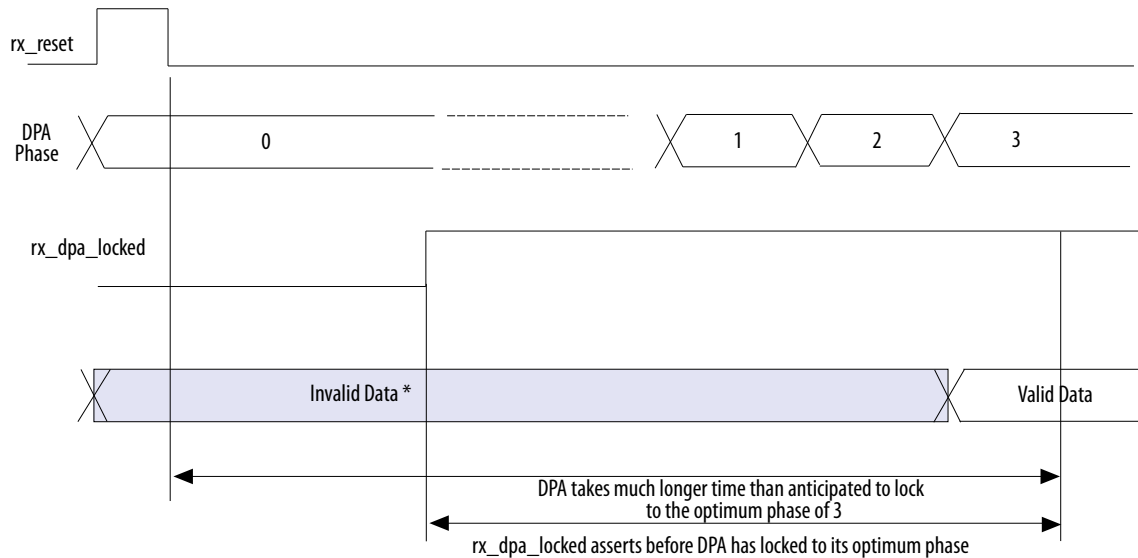 rx_reset
DPA
Phase
0
1
2
3
rx_dpa_locked
Invalid Data *
Valid Data
DPA takes much longer time than anticipated to lock
to the optimum phase of 3
rx_dpa_locked asserts before DPA has locked to its optimum phase